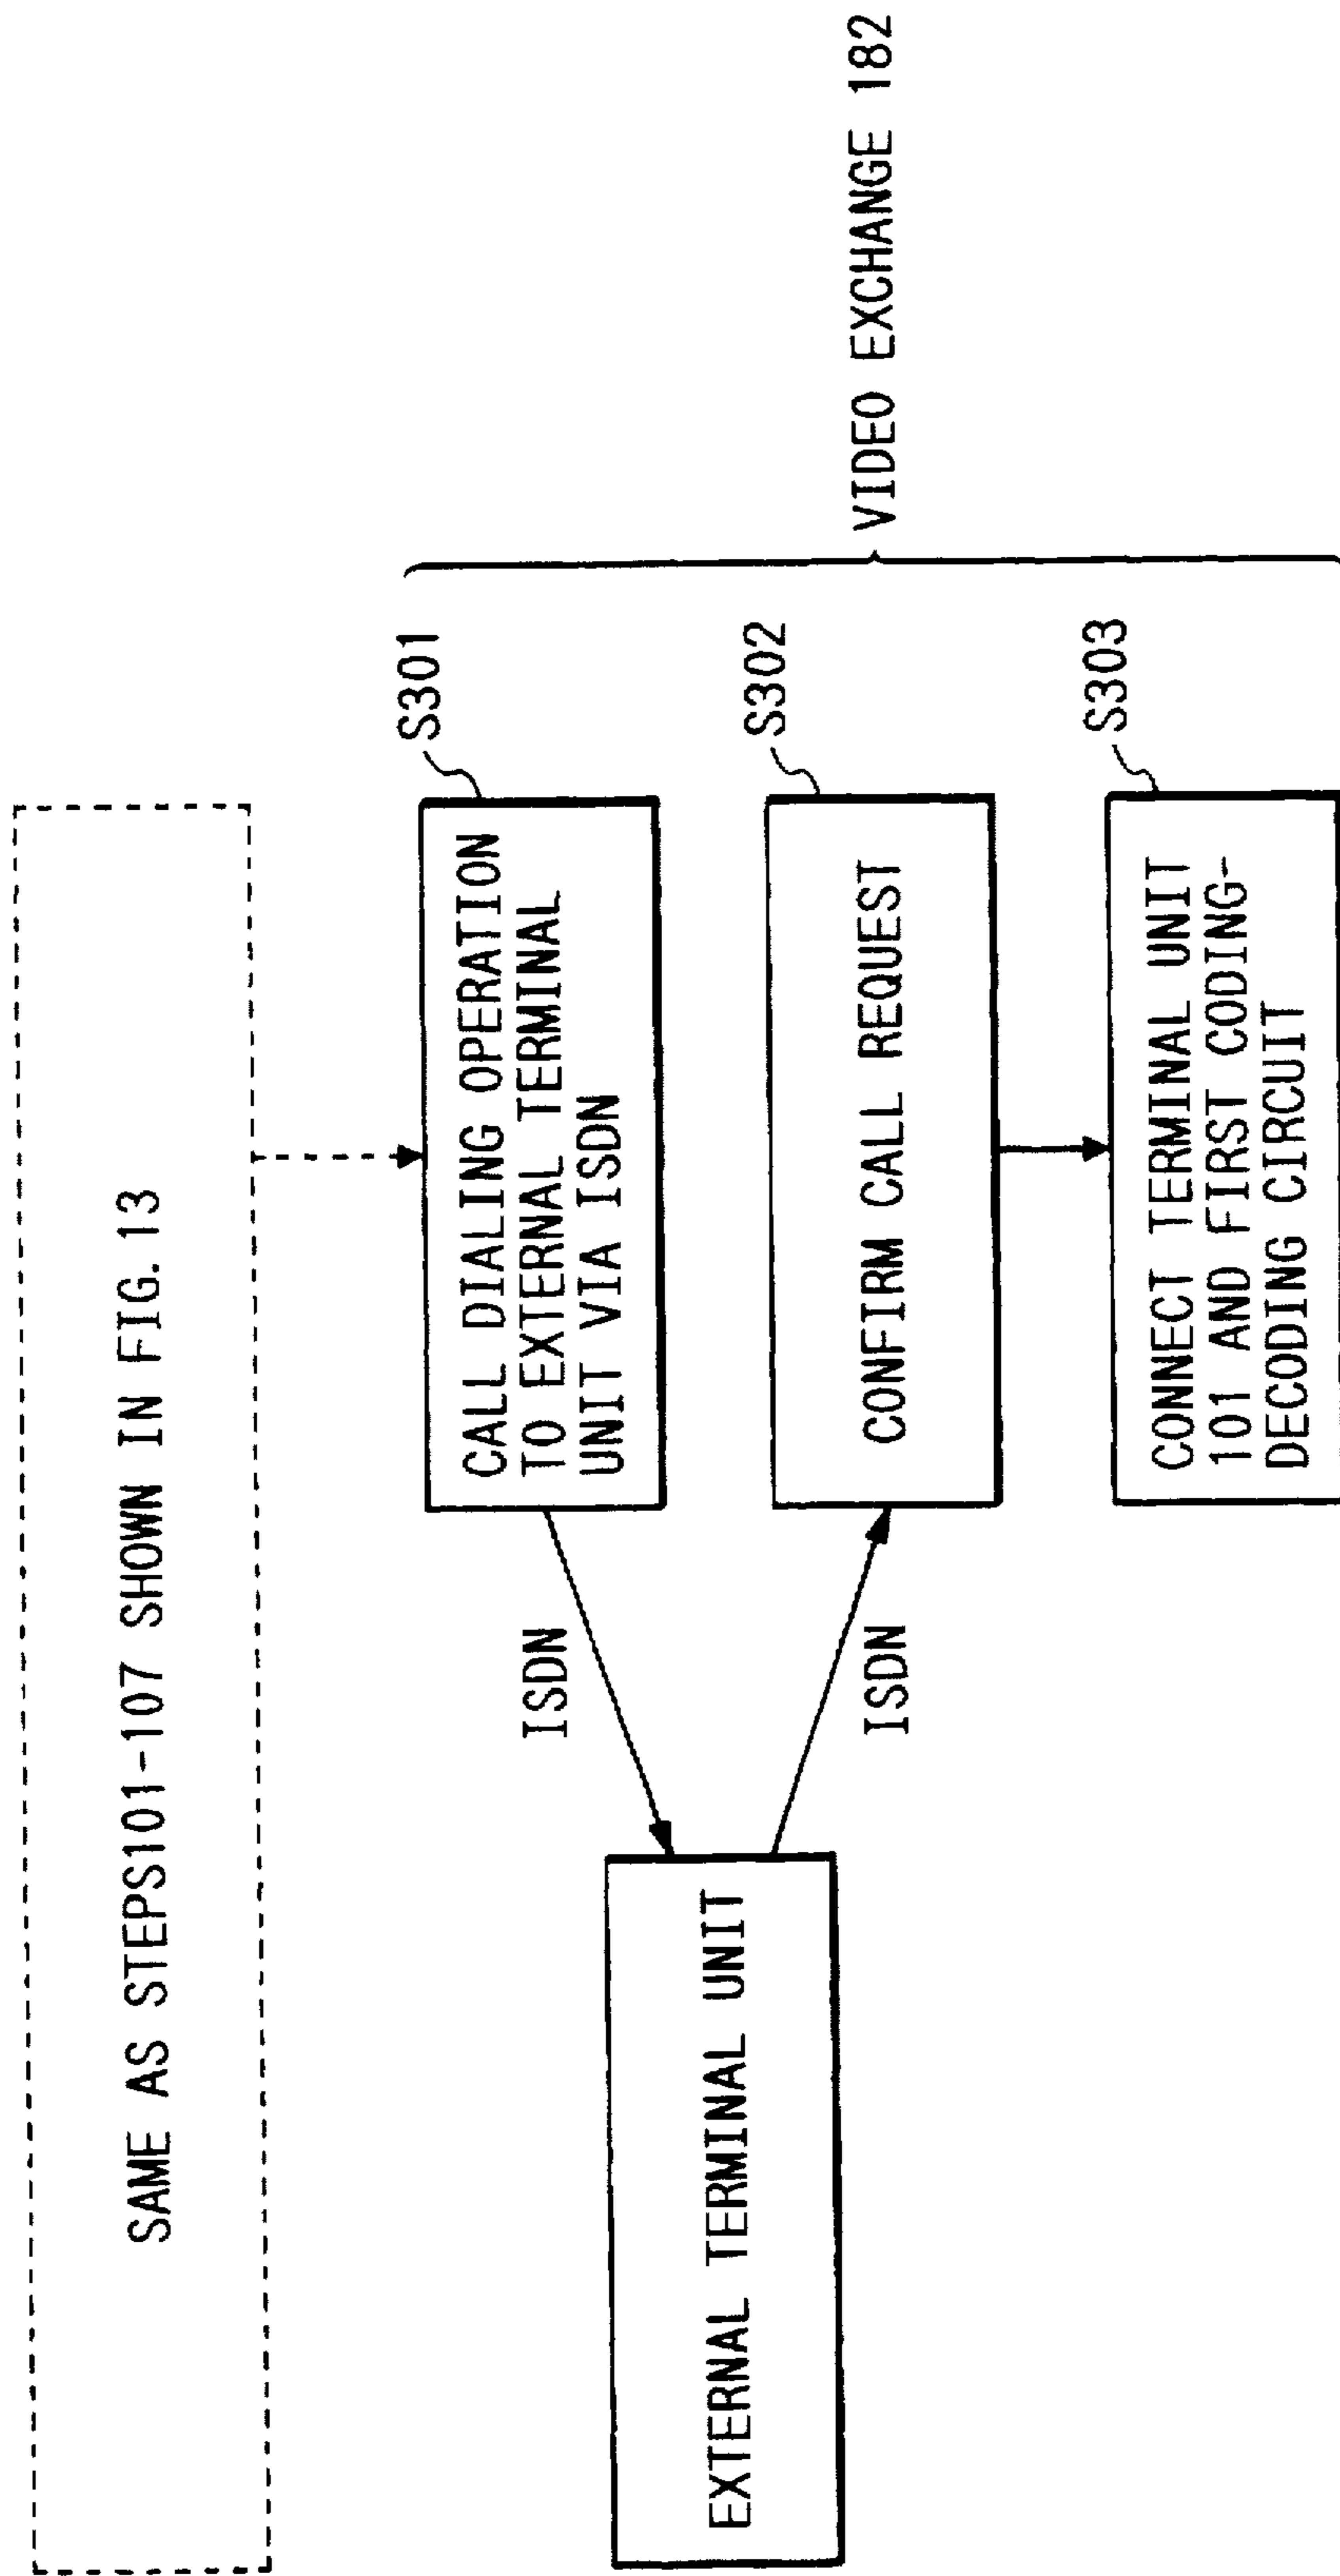 SAME AS STEPS101-107 SHOWN IN FIG.13
S301
CALL DIALING OPERATION
TO EXTERNAL TERMINAL
UNIT VIA ISDN
ISDN
EXTERNAL TERMINAL UNIT
ISDN
S302
CONFIRM CALL REQUEST
S303
CONNECT TERMINAL UNIT
101 AND FIRST CODING-
DECODING CIRCUIT
VIDEO EXCHANGE 182